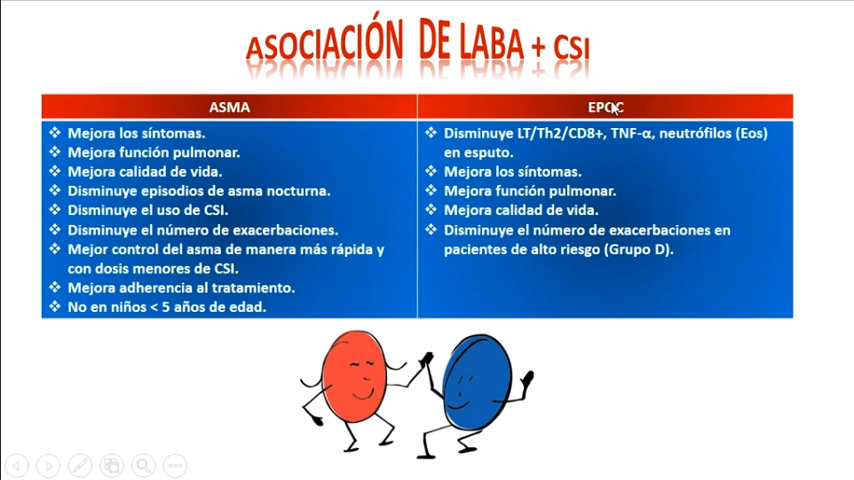 ASOCIACIÓN DE LABA + CSI
ASMA
❖ Mejora los síntomas.
❖ Mejora función pulmonar.
❖ Mejora calidad de vida.
❖ Disminuye episodios de asma nocturna.
❖ Disminuye el uso de CSI.
❖ Disminuye el número de exacerbaciones.
❖ Mejor control del asma de manera más rápida y
con dosis menores de CSI.
❖ Mejora adherencia al tratamiento.
❖ No en niños < 5 años de edad.
EPOC
❖ Disminuye LT/Th2/CD8+, TNF-α, neutrófilos (Eos)
en esputo.
❖ Mejora los síntomas.
❖ Mejora función pulmonar.
❖ Mejora calidad de vida.
❖ Disminuye el número de exacerbaciones en
pacientes de alto riesgo (Grupo D).